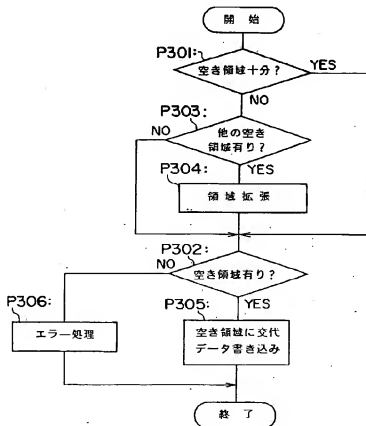 開始
P301:
空き領域十分?
YES
NO
P303:
NO
他の空き
領域有り?
YES
P304:
領域拡張
P302:
NO
空き領域有り?
YES
P306:
エラー処理
P305:
空き領域に交代
データ書き込み
終了